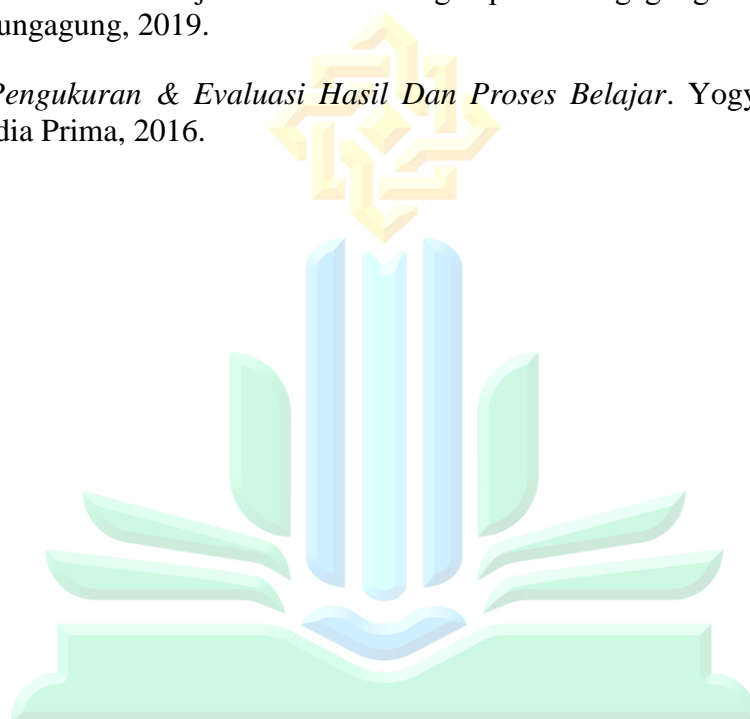 ungagung, 2019.
Pengukuran & Evaluasi Hasil Dan Proses Belajar. Yogy
dia Prima, 2016.